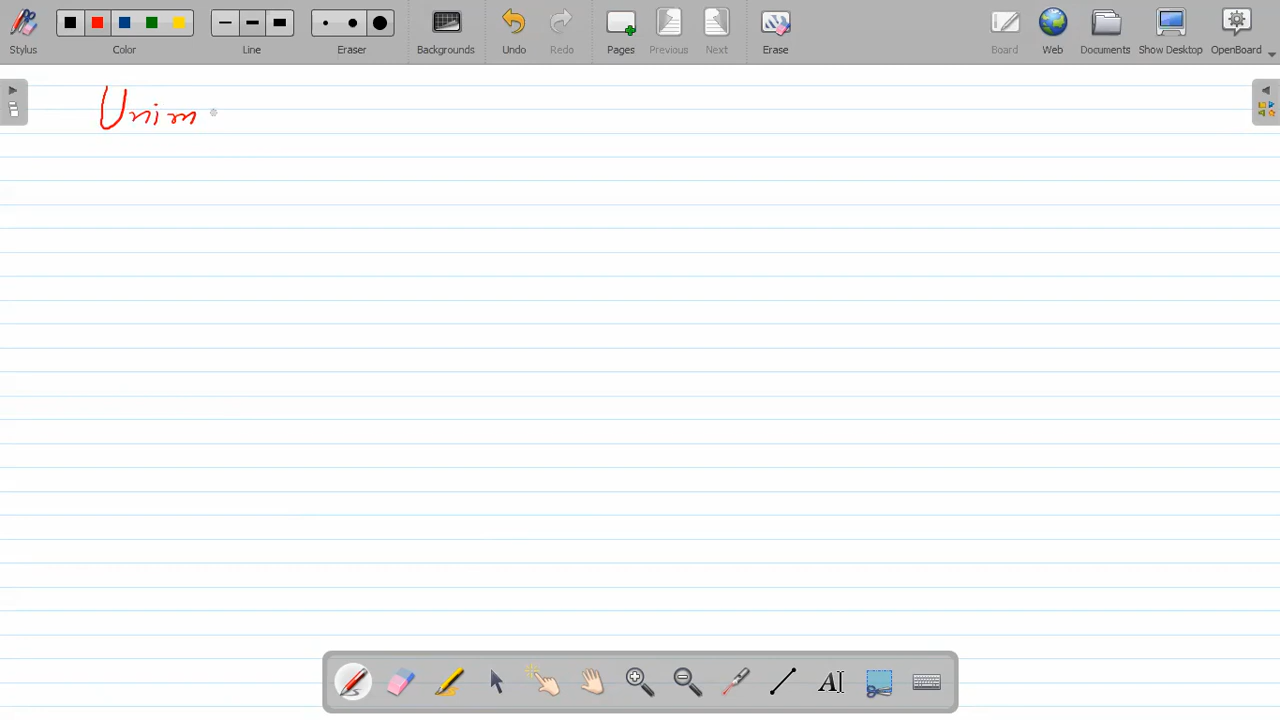 Stylus
Color
Line
Eraser
Backgrounds
Undo
Redo
Pages
Previous
Next
Erase
Board
Web
Documents
Show Desktop
OpenBoard
Unim
A